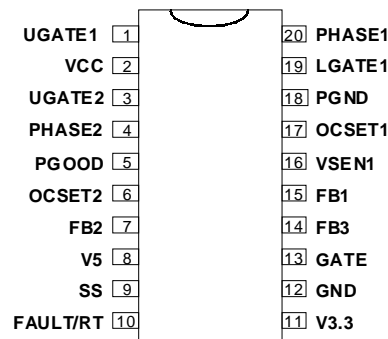 UGATE1 1 20 PHASE1
VCC 2 19 LGATE1
UGATE2 3 18 PGND
PHASE2 4 17 OCSET1
PGOOD 5 16 VSEN1
OCSET2 6 15 FB1
FB2 7 14 FB3
V5 8 13 GATE
SS 9 12 GND
FAULT/RT 10 11 V3.3